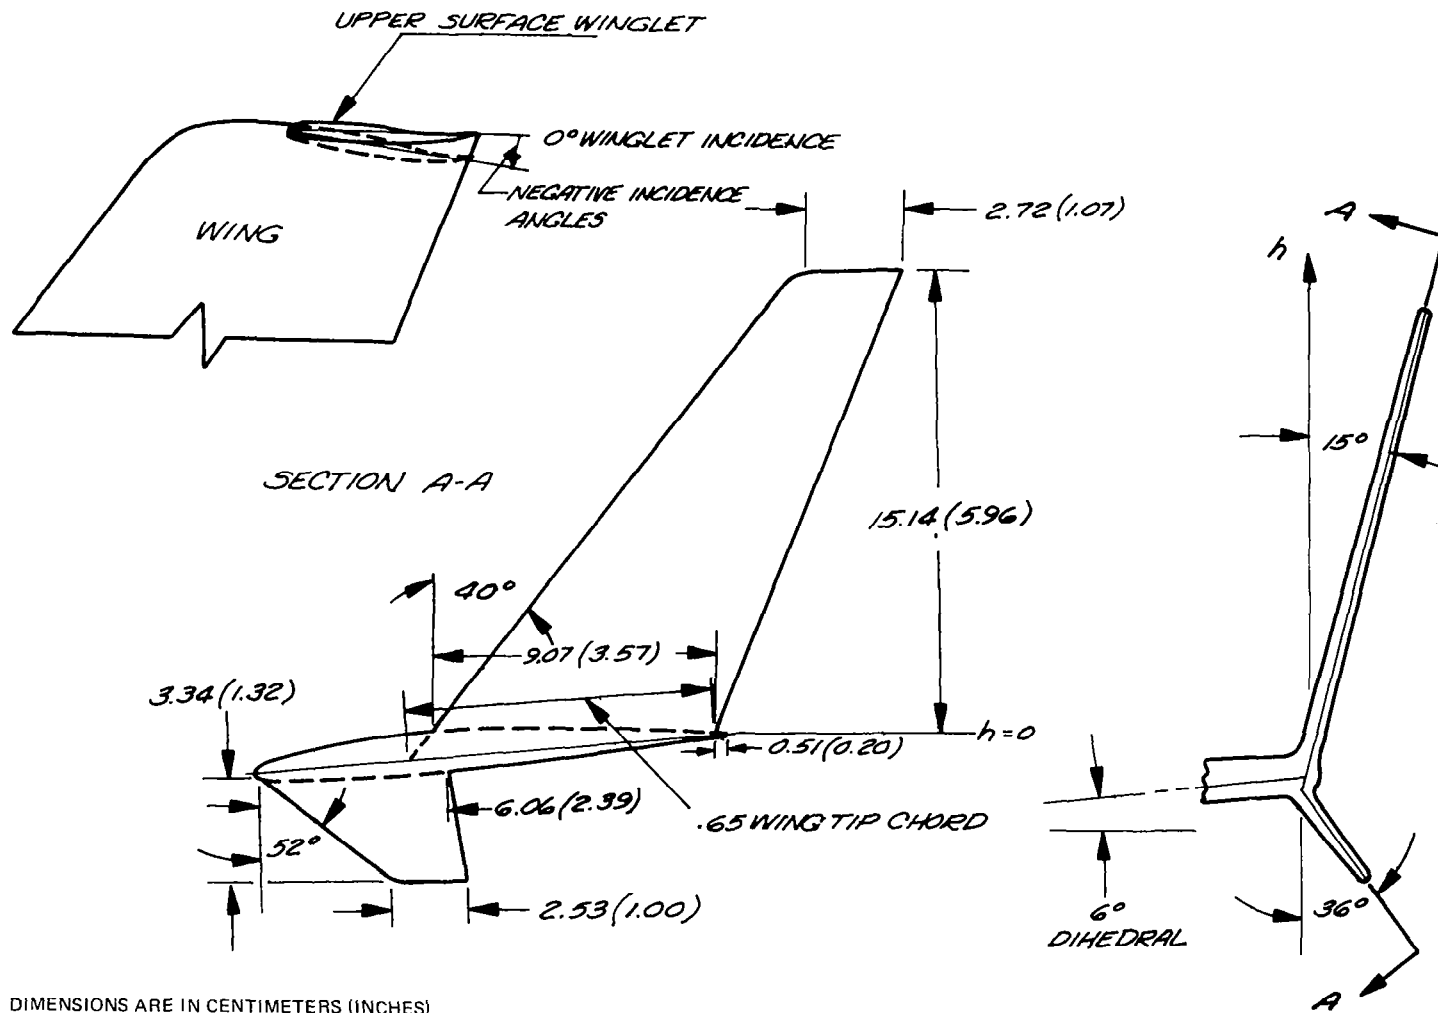 UPPER SURFACE WINGLET
0° WINGLET INCIDENCE
NEGATIVE INCIDENCE
ANGLES
WING
2.72 (1.07)
A
h
SECTION A-A
15°
15.14 (5.96)
40°
9.07 (3.57)
3.34 (1.32)
h=0
0.51 (0.20)
6.06 (2.39)
.65 WING TIP CHORD
52°
2.53 (1.00)
6°
DIHEDRAL
36°
A
DIMENSIONS ARE IN CENTIMETERS (INCHES)